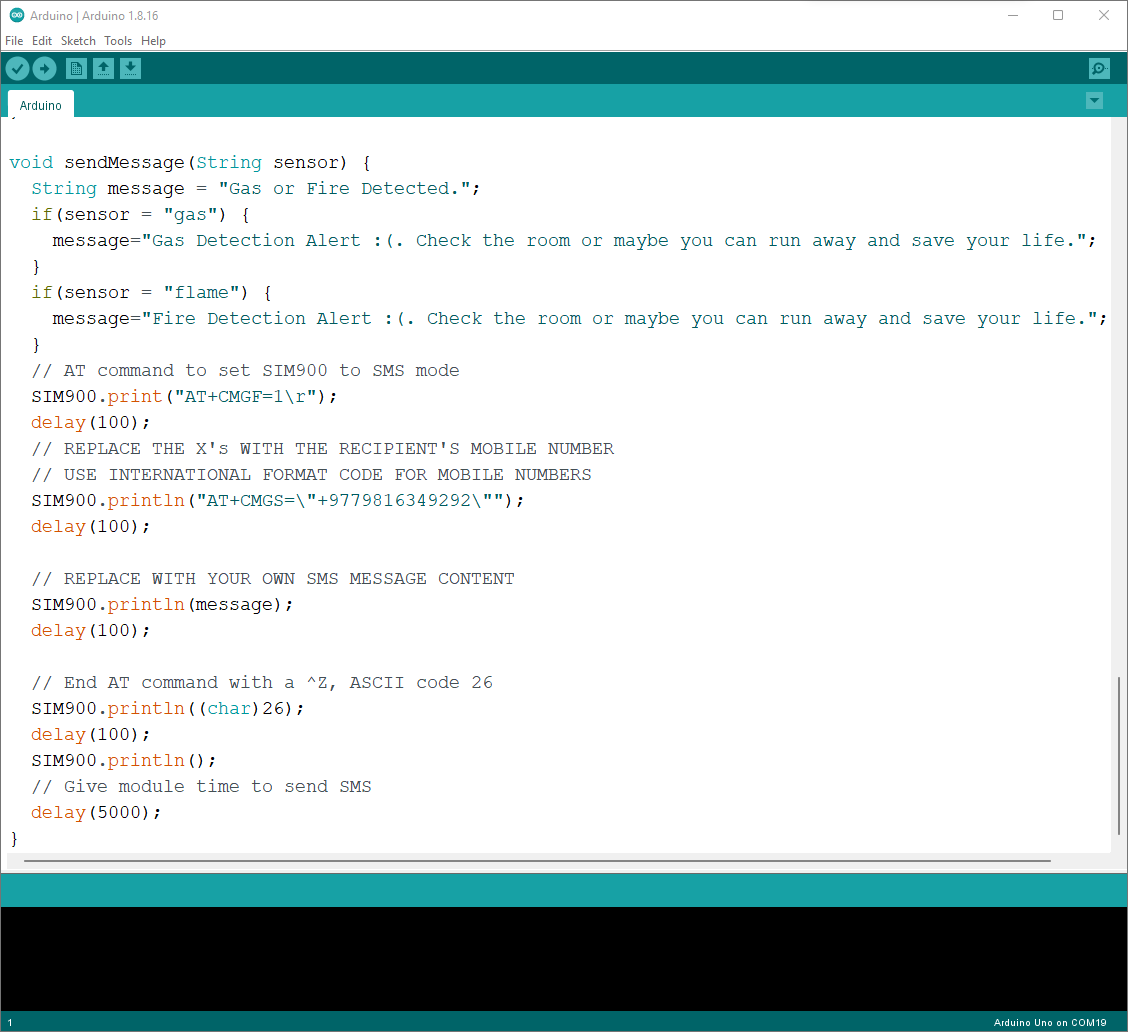 Arduino | Arduino 1.8.16
File Edit Sketch Tools Help
Arduino
void sendMessage(String sensor) {
  String message = "Gas or Fire Detected.";
  if(sensor = "gas") {
    message="Gas Detection Alert :(. Check the room or maybe you can run away and save your life.";
  }
  if(sensor = "flame") {
    message="Fire Detection Alert :(. Check the room or maybe you can run away and save your life.";
  }
  // AT command to set SIM900 to SMS mode
  SIM900.print("AT+CMGF=1\r");
  delay(100);
  // REPLACE THE X's WITH THE RECIPIENT'S MOBILE NUMBER
  // USE INTERNATIONAL FORMAT CODE FOR MOBILE NUMBERS
  SIM900.println("AT+CMGS=\"+9779816349292\"");
  delay(100);

  // REPLACE WITH YOUR OWN SMS MESSAGE CONTENT
  SIM900.println(message);
  delay(100);

  // End AT command with a ^Z, ASCII code 26
  SIM900.println((char)26);
  delay(100);
  SIM900.println();
  // Give module time to send SMS
  delay(5000);
}
1
Arduino Uno on COM19